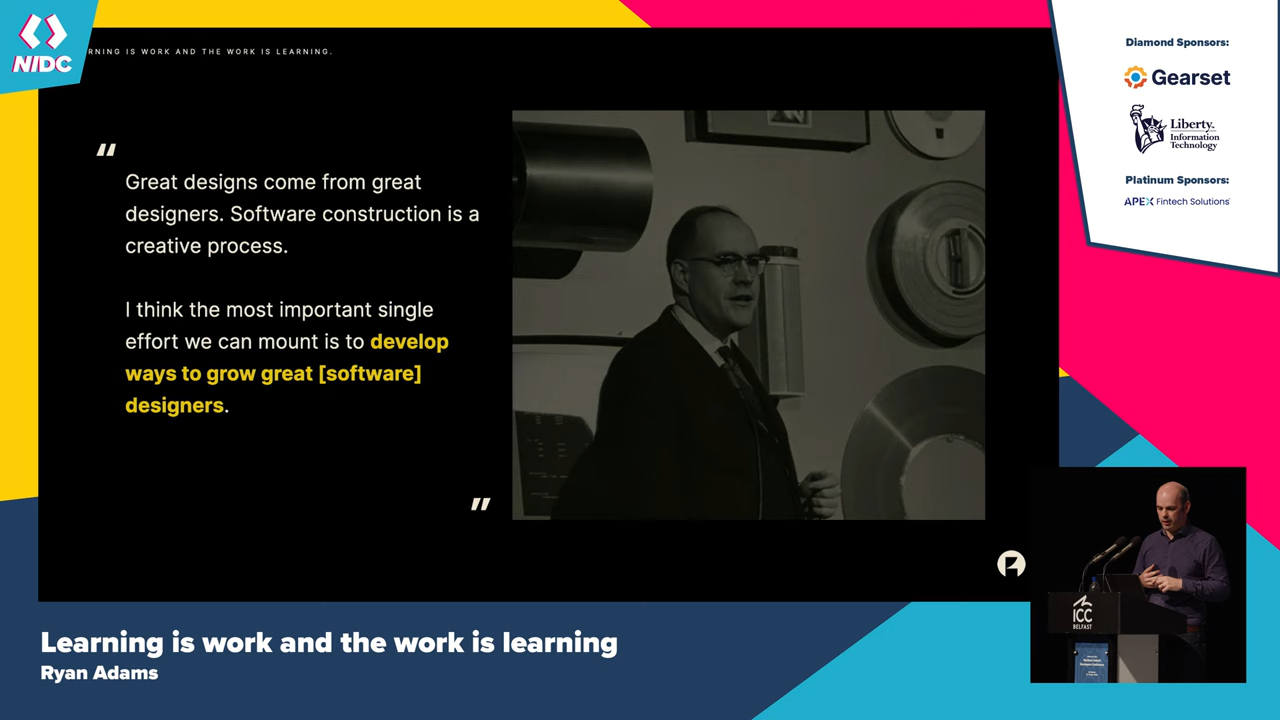 NIDC
RNING IS WORK AND THE WORK IS LEARNING.
"
Great designs come from great
designers. Software construction is a
creative process.
I think the most important single
effort we can mount is to develop
ways to grow great [software]
designers.
"
Diamond Sponsors:
Gearset
Liberty.
Information
Technology
Platinum Sponsors:
APEX Fintech Solutions
ICC
BELFAST
Learning is work and the work is learning
Ryan Adams